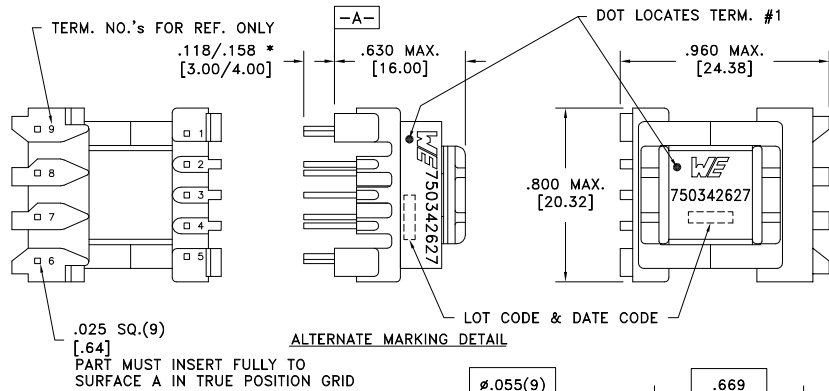 TERM. NO.'s FOR REF. ONLY
-A-
DOT LOCATES TERM. #1
.118/.158 *
[3.00/4.00]
.630 MAX.
[16.00]
.960 MAX.
[24.38]
9
8
7
6
1
2
3
4
5
WE 750342627
.800 MAX.
[20.32]
WE
750342627
LOT CODE & DATE CODE
ALTERNATE MARKING DETAIL
.025 SQ.(9)
[.64]
PART MUST INSERT FULLY TO
SURFACE A IN TRUE POSITION GRID
ø.055(9)
.669